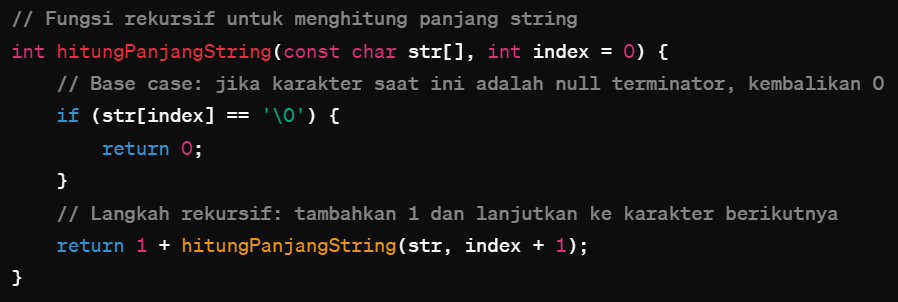 // Fungsi rekursif untuk menghitung panjang string
int hitungPanjangString(const char str[], int index = 0) {
    // Base case: jika karakter saat ini adalah null terminator, kembalikan 0
    if (str[index] == '\0') {
        return 0;
    }
    // Langkah rekursif: tambahkan 1 dan lanjutkan ke karakter berikutnya
    return 1 + hitungPanjangString(str, index + 1);
}